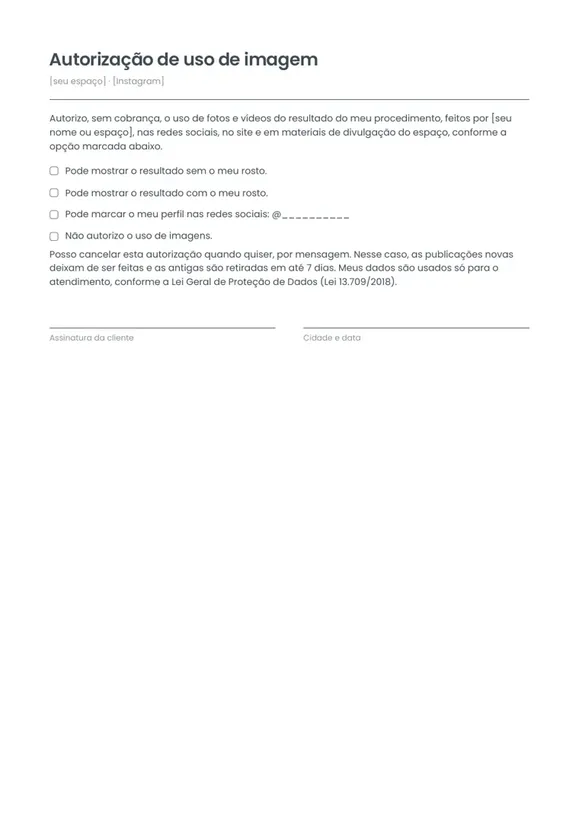 Autorização de uso de imagem
[seu espaço] · [Instagram]
Autorizo, sem cobrança, o uso de fotos e vídeos do resultado do meu procedimento, feitos por [seu
nome ou espaço], nas redes sociais, no site e em materiais de divulgação do espaço, conforme a
opção marcada abaixo.
Pode mostrar o resultado sem o meu rosto.
Pode mostrar o resultado com o meu rosto.
Pode marcar o meu perfil nas redes sociais: @__________
Não autorizo o uso de imagens.
Posso cancelar esta autorização quando quiser, por mensagem. Nesse caso, as publicações novas
deixam de ser feitas e as antigas são retiradas em até 7 dias. Meus dados são usados só para o
atendimento, conforme a Lei Geral de Proteção de Dados (Lei 13.709/2018).
Assinatura da cliente
Cidade e data